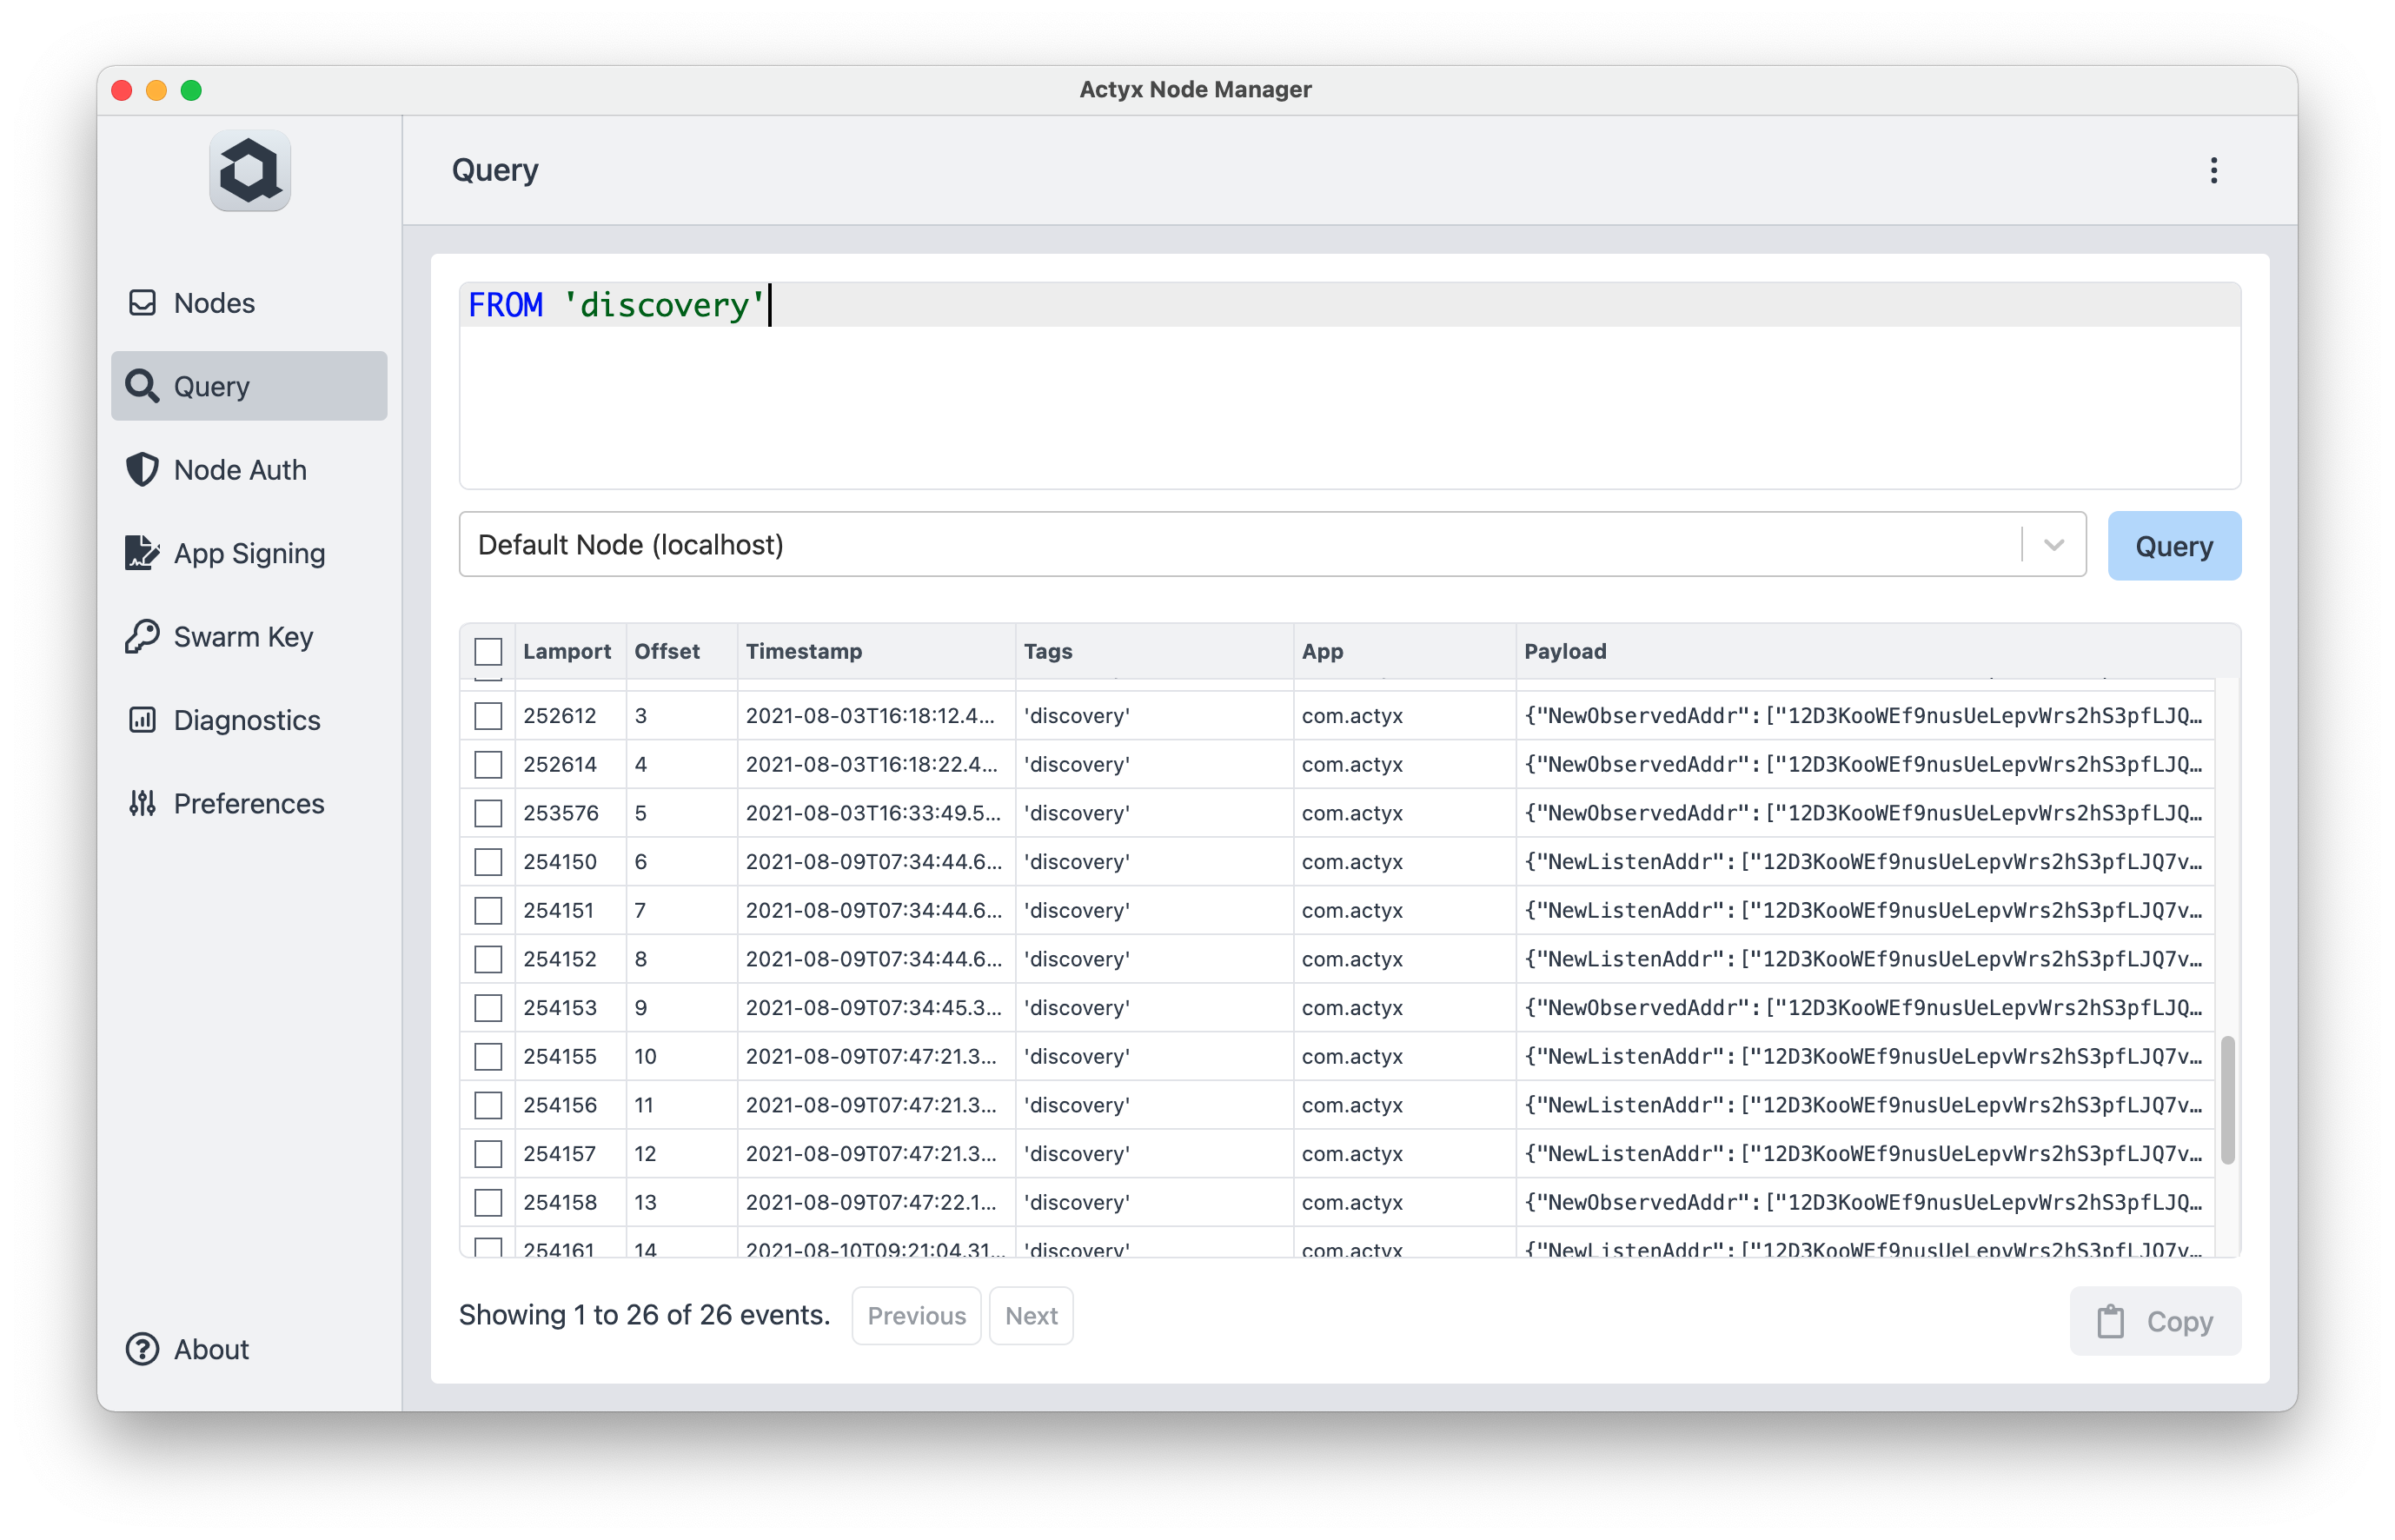 Actyx Node Manager
Query
Nodes
Query
Node Auth
App Signing
Swarm Key
Diagnostics
Preferences
About
FROM 'discovery'
Default Node (localhost) Query
Lamport Offset Timestamp Tags App Payload
252612 3 2021-08-03T16:18:12.4... 'discovery' com.actyx {"NewObservedAddr":["12D3KooWEf9nusUeLepvWrs2hS3pfLJQ...
252614 4 2021-08-03T16:18:22.4... 'discovery' com.actyx {"NewObservedAddr":["12D3KooWEf9nusUeLepvWrs2hS3pfLJQ...
253576 5 2021-08-03T16:33:49.5... 'discovery' com.actyx {"NewObservedAddr":["12D3KooWEf9nusUeLepvWrs2hS3pfLJQ...
254150 6 2021-08-09T07:34:44.6... 'discovery' com.actyx {"NewListenAddr":["12D3KooWEf9nusUeLepvWrs2hS3pfLJQ7v...
254151 7 2021-08-09T07:34:44.6... 'discovery' com.actyx {"NewListenAddr":["12D3KooWEf9nusUeLepvWrs2hS3pfLJQ7v...
254152 8 2021-08-09T07:34:44.6... 'discovery' com.actyx {"NewListenAddr":["12D3KooWEf9nusUeLepvWrs2hS3pfLJQ7v...
254153 9 2021-08-09T07:34:45.3... 'discovery' com.actyx {"NewObservedAddr":["12D3KooWEf9nusUeLepvWrs2hS3pfLJQ...
254155 10 2021-08-09T07:47:21.3... 'discovery' com.actyx {"NewListenAddr":["12D3KooWEf9nusUeLepvWrs2hS3pfLJQ7v...
254156 11 2021-08-09T07:47:21.3... 'discovery' com.actyx {"NewListenAddr":["12D3KooWEf9nusUeLepvWrs2hS3pfLJQ7v...
254157 12 2021-08-09T07:47:21.3... 'discovery' com.actyx {"NewListenAddr":["12D3KooWEf9nusUeLepvWrs2hS3pfLJQ7v...
254158 13 2021-08-09T07:47:22.1... 'discovery' com.actyx {"NewObservedAddr":["12D3KooWEf9nusUeLepvWrs2hS3pfLJQ...
254161 14 2021-08-10T09:21:04.31... 'discovery' com.actyx {"NewListenAddr":["12D3KooWEf9nusUeLepvWrs2hS3pfLJQ7v...
Showing 1 to 26 of 26 events. Previous Next Copy